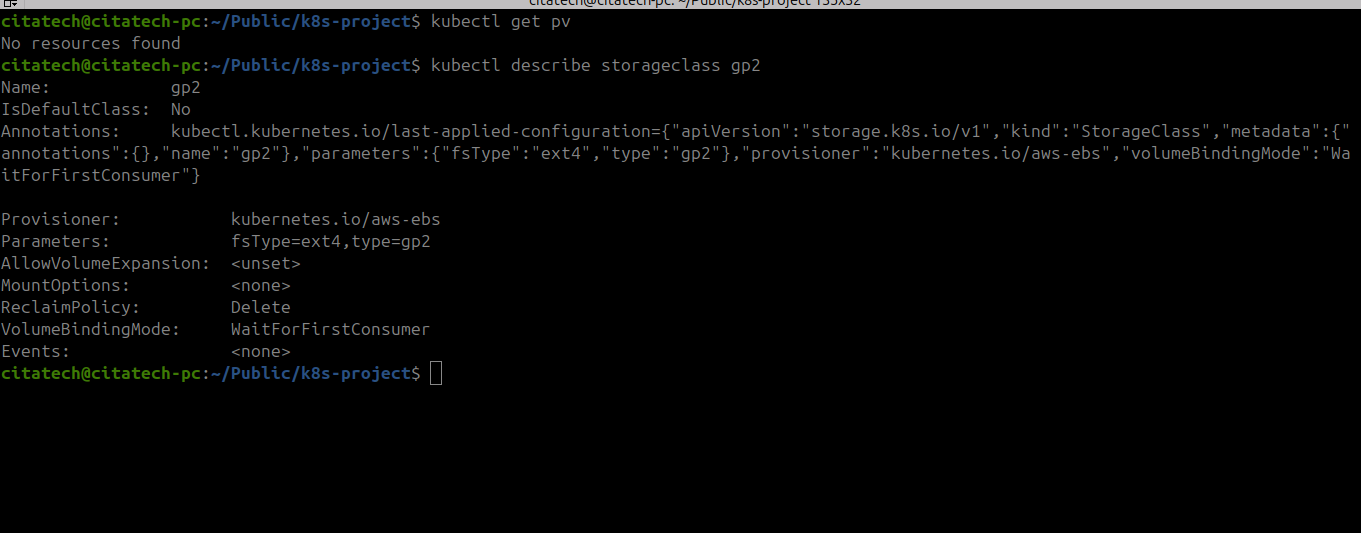 citatech@citatech-pc: ~/Public/k8s-project 135x32
citatech@citatech-pc:~/Public/k8s-project$ kubectl get pv
No resources found
citatech@citatech-pc:~/Public/k8s-project$ kubectl describe storageclass gp2
Name:            gp2
IsDefaultClass:  No
Annotations:     kubectl.kubernetes.io/last-applied-configuration={"apiVersion":"storage.k8s.io/v1","kind":"StorageClass","metadata":{"
annotations":{},"name":"gp2"},"parameters":{"fsType":"ext4","type":"gp2"},"provisioner":"kubernetes.io/aws-ebs","volumeBindingMode":"Wa
itForFirstConsumer"}
Provisioner:           kubernetes.io/aws-ebs
Parameters:            fsType=ext4,type=gp2
AllowVolumeExpansion:  <unset>
MountOptions:          <none>
ReclaimPolicy:         Delete
VolumeBindingMode:     WaitForFirstConsumer
Events:                <none>
citatech@citatech-pc:~/Public/k8s-project$